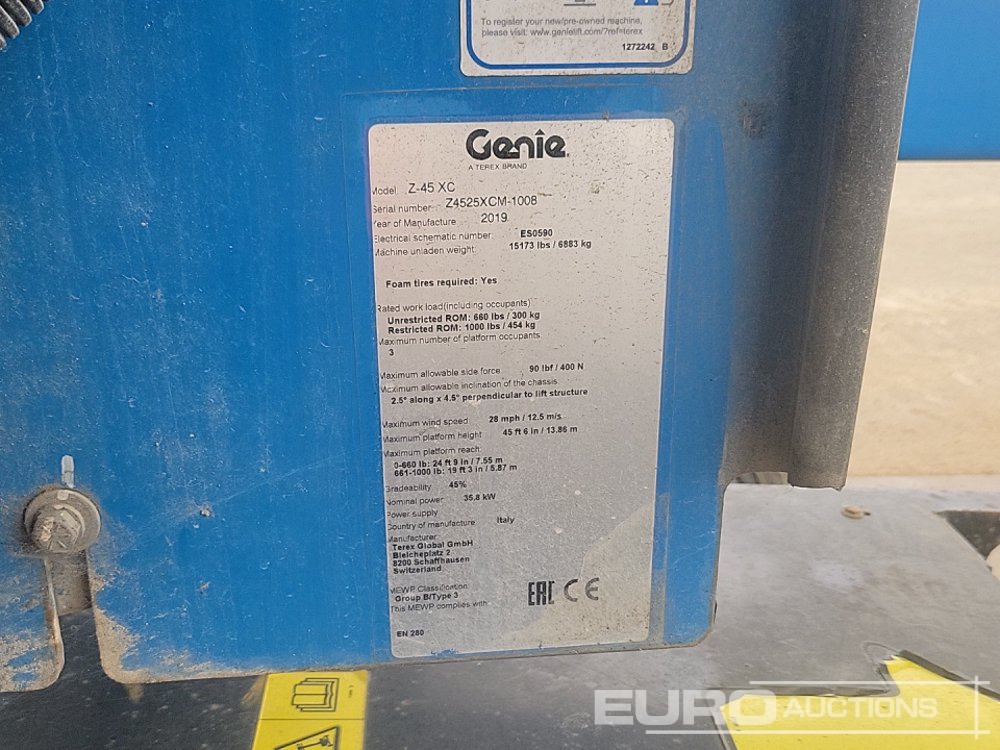 To register your new/pre-owned machine,
please visit: www.genielift.com/?ref=terex
1272242 B
Genie
A TEREX BRAND
Model: Z-45 XC
Serial number: Z4525XCM-1008
Year of Manufacture: 2019
Electrical schematic number: ES0590
Machine unladen weight: 15173 lbs / 6883 kg
Foam tires required: Yes
Rated work load(including occupants)
Unrestricted ROM: 660 lbs / 300 kg
Restricted ROM: 1000 lbs / 454 kg
Maximum number of platform occupants
3
Maximum allowable side force: 90 lbf / 400 N
Maximum allowable inclination of the chassis
2.5° along x 4.5° perpendicular to lift structure
Maximum wind speed 28 mph / 12.5 m/s
Maximum platform height 45 ft 6 in / 13.86 m
Maximum platform reach:
0-660 lb: 24 ft 9 in / 7.55 m
661-1000 lb: 19 ft 3 in / 5.87 m
Gradeability 45%
Nominal power: 35.8 kW
Power supply
Country of manufacture Italy
Manufacturer
Terex Global GmbH
Bleicheplatz 2
8200 Schaffhausen
Switzerland
MEWP Classification
Group B/Type 3
This MEWP complies with:
EAC CE
EN 280
EURO AUCTIONS